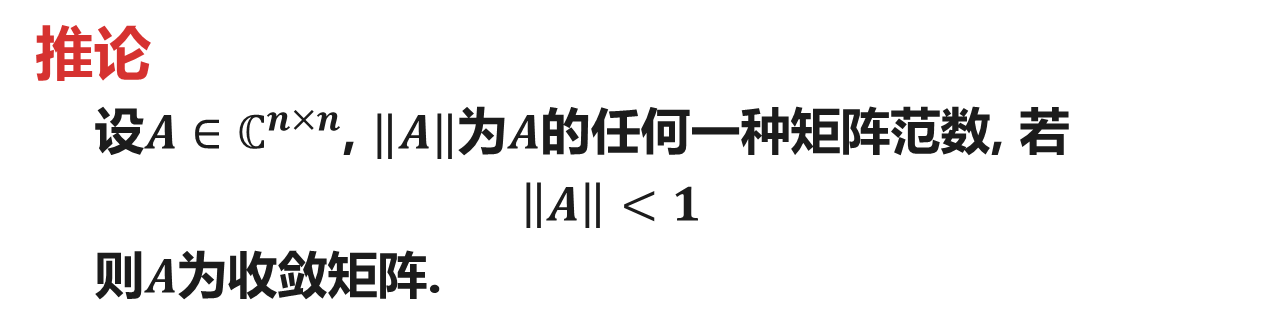 推论
设A ∈ ℂⁿˣⁿ, ‖A‖为A的任何一种矩阵范数, 若
‖A‖ < 1
则A为收敛矩阵.